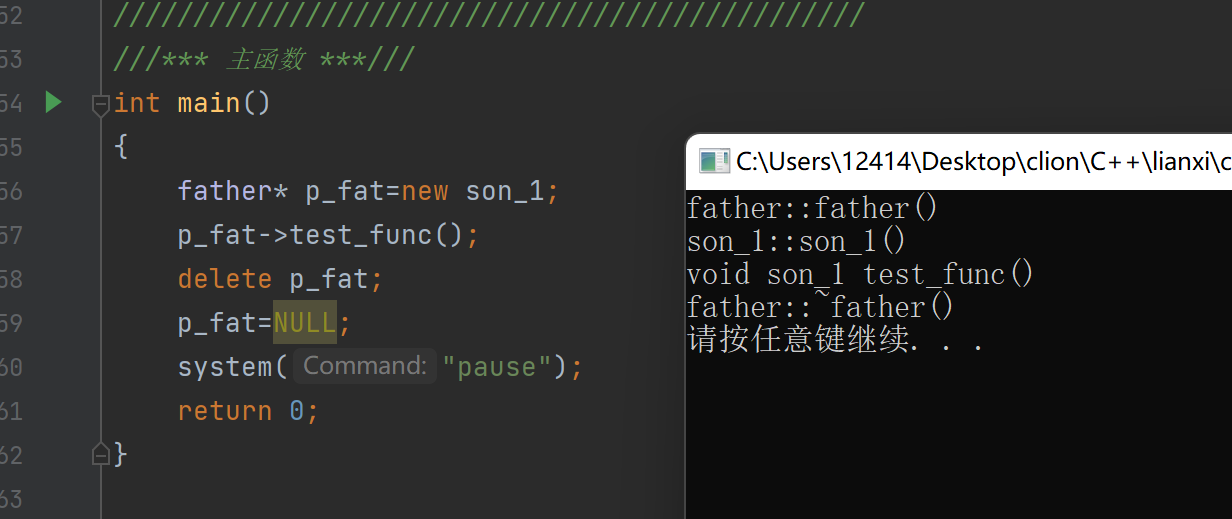 52 ///////////////////////////////////////////////
53 ///*** 主函数 ***///
54 int main()
55 {
56 father* p_fat=new son_1;
57 p_fat->test_func();
58 delete p_fat;
59 p_fat=NULL;
60 system( Command: "pause");
61 return 0;
62 }
63
C:\Users\12414\Desktop\clion\C++\lianxi\c
father::father()
son_1::son_1()
void son_1 test_func()
father::~father()
请按任意键继续. . .